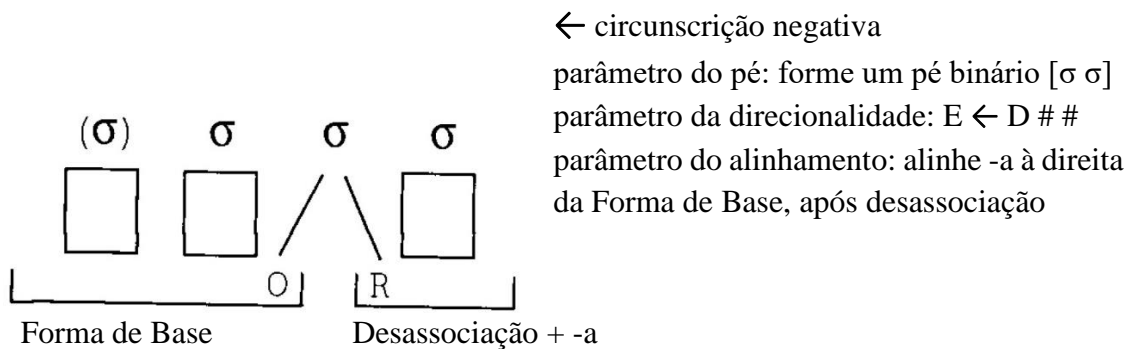 ← circunscrição negativa
parâmetro do pé: forme um pé binário [σ σ]
parâmetro da direcionalidade: E ← D # #
parâmetro do alinhamento: alinhe -a à direita
da Forma de Base, após desassociação
(σ) σ σ σ
O R
Forma de Base Desassociação + -a